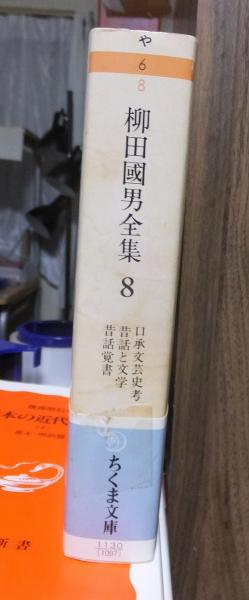 や
6
8
柳田國男全集 8
口承文芸史考
昔話と文学
昔話覚書
ちくま文庫
1130
[1097]
本の近代
新書